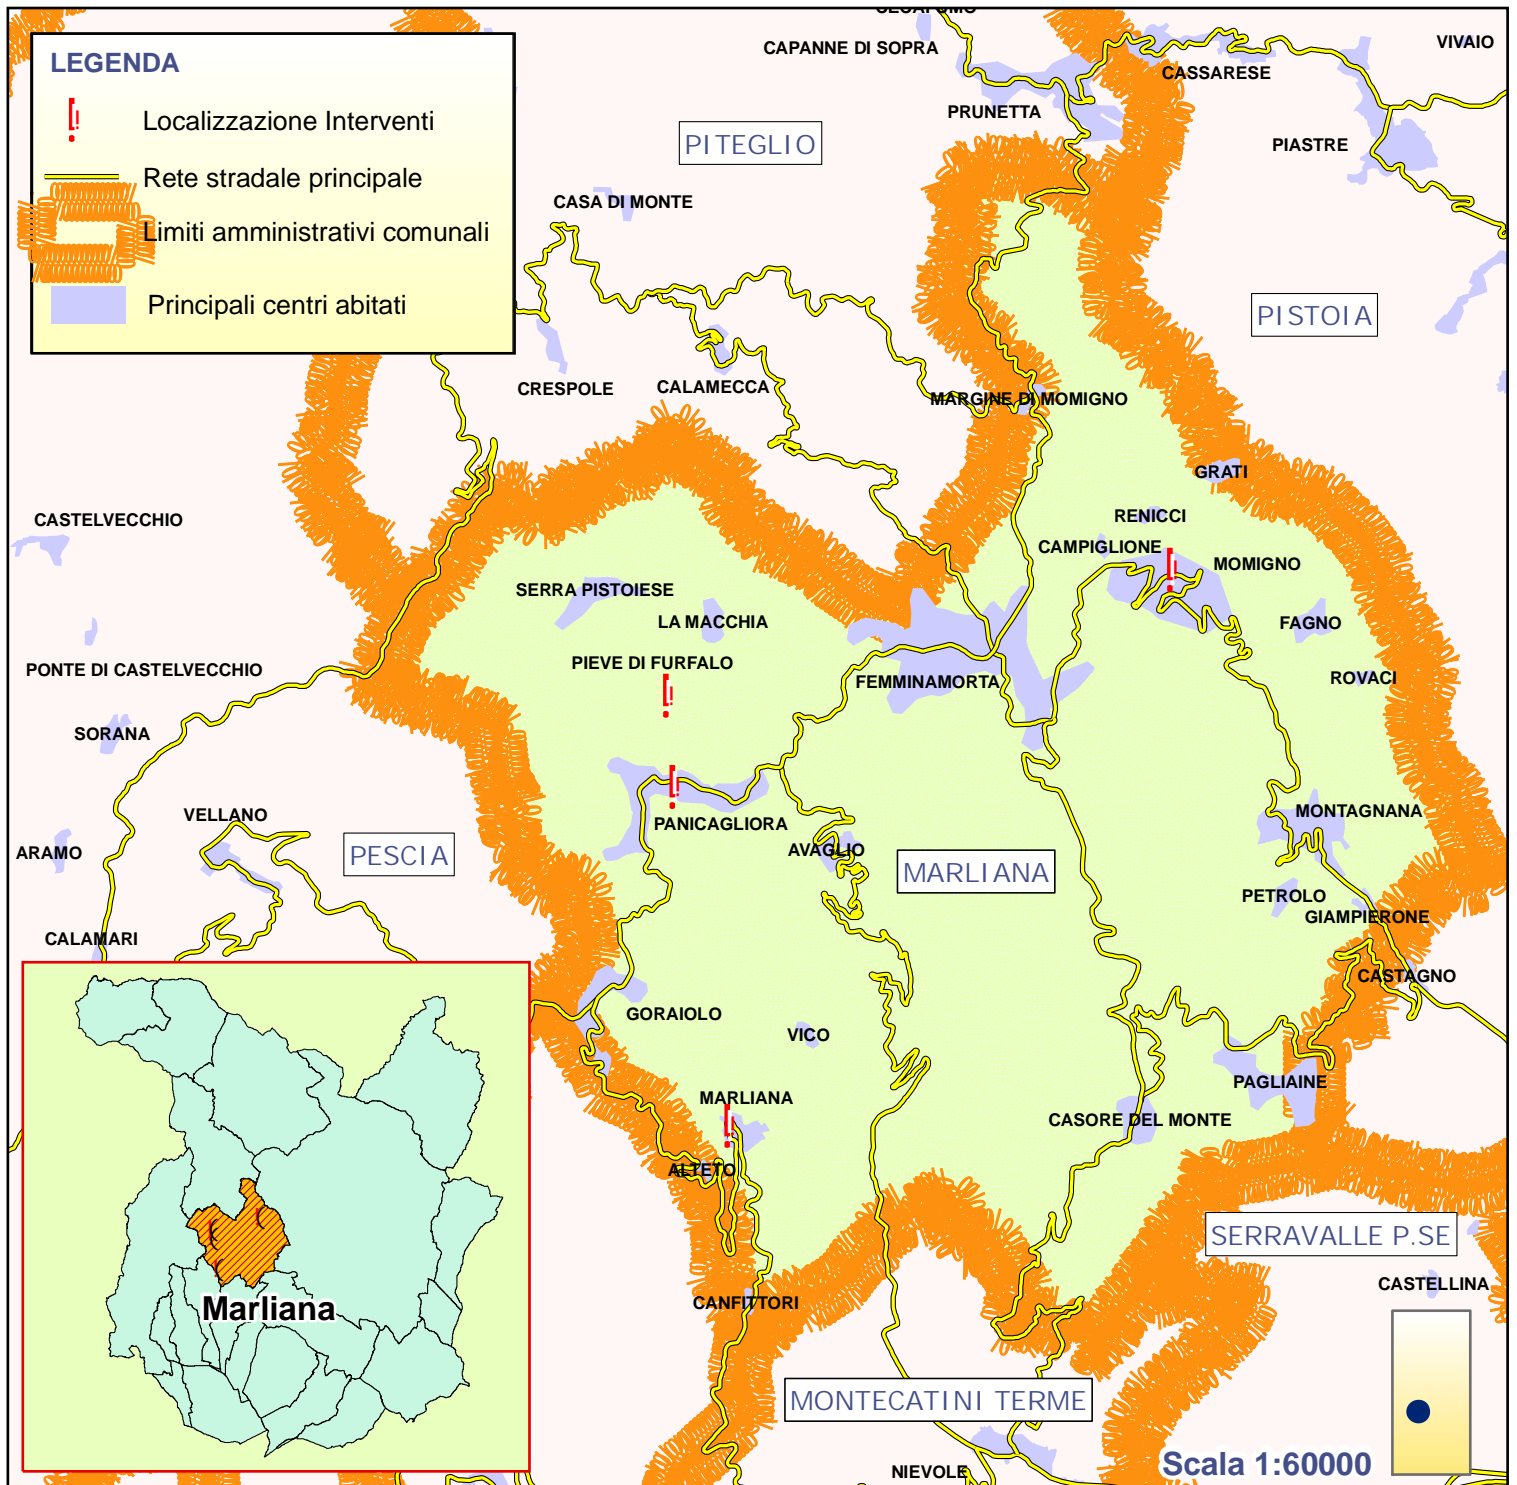 CAPANNE DI SOPRA
VIVAIO
LEGENDA
CASSARESE
Localizzazione Interventi
PRUNETTA
PITEGLIO
PIASTRE
Rete stradale principale
CASA DI MONTE
Limiti amministrativi comunali
Principali centri abitati
PISTOIA
CRESPOLE
CALAMECCA
MARGINE DI MOMIGNO
GRATI
CASTELVECCHIO
RENICCI
CAMPIGLIONE
MOMIGNO
SERRA PISTOIESE
LA MACCHIA
FAGNO
PONTE DI CASTELVECCHIO
PIEVE DI FURFALO
FEMMINAMORTA
ROVACI
SORANA
VELLANO
PANICAGLIORA
MONTAGNANA
ARAMO
PESCIA
AVAGLIO
MARLIANA
PETROLO
GIAMPIERONE
CALAMARI
CASTAGNO
GORAIOLO
VICO
PAGLIAINE
MARLIANA
CASORE DEL MONTE
ALTETO
SERRAVALLE P.SE
CASTELLINA
Marliana
CANFITTORI
MONTECATINI TERME
NIEVOLE
Scala 1:60000